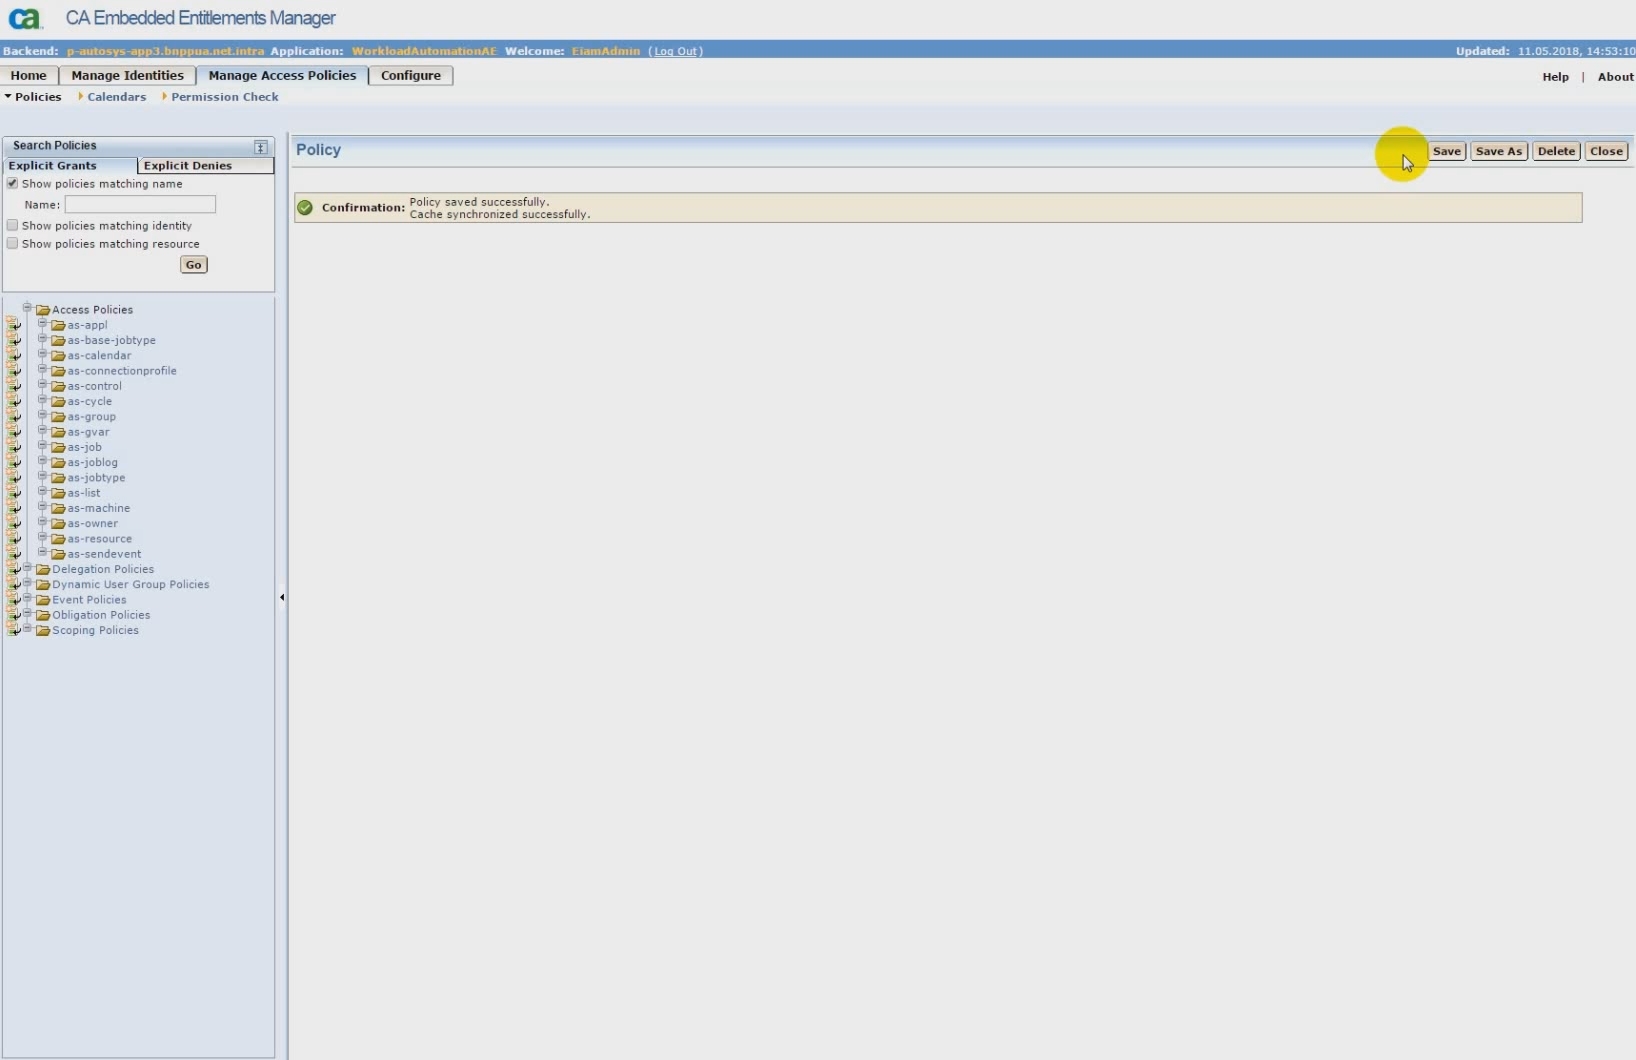 ca CA Embedded Entitlements Manager
Backend: p-autosys-app3.bnppua.net.intra Application: WorkloadAutomationAE Welcome: EiamAdmin (Log Out) Updated: 11.05.2018, 14:53:10
Home Manage Identities Manage Access Policies Configure Help | About
Policies Calendars Permission Check
Search Policies
Explicit Grants Explicit Denies
Show policies matching name
Name:
Show policies matching identity
Show policies matching resource
Go
Access Policies
as-appl
as-base-jobtype
as-calendar
as-connectionprofile
as-control
as-cycle
as-group
as-gvar
as-job
as-joblog
as-jobtype
as-list
as-machine
as-owner
as-resource
as-sendevent
Delegation Policies
Dynamic User Group Policies
Event Policies
Obligation Policies
Scoping Policies
Policy Save Save As Delete Close
Confirmation: Policy saved successfully.
Cache synchronized successfully.